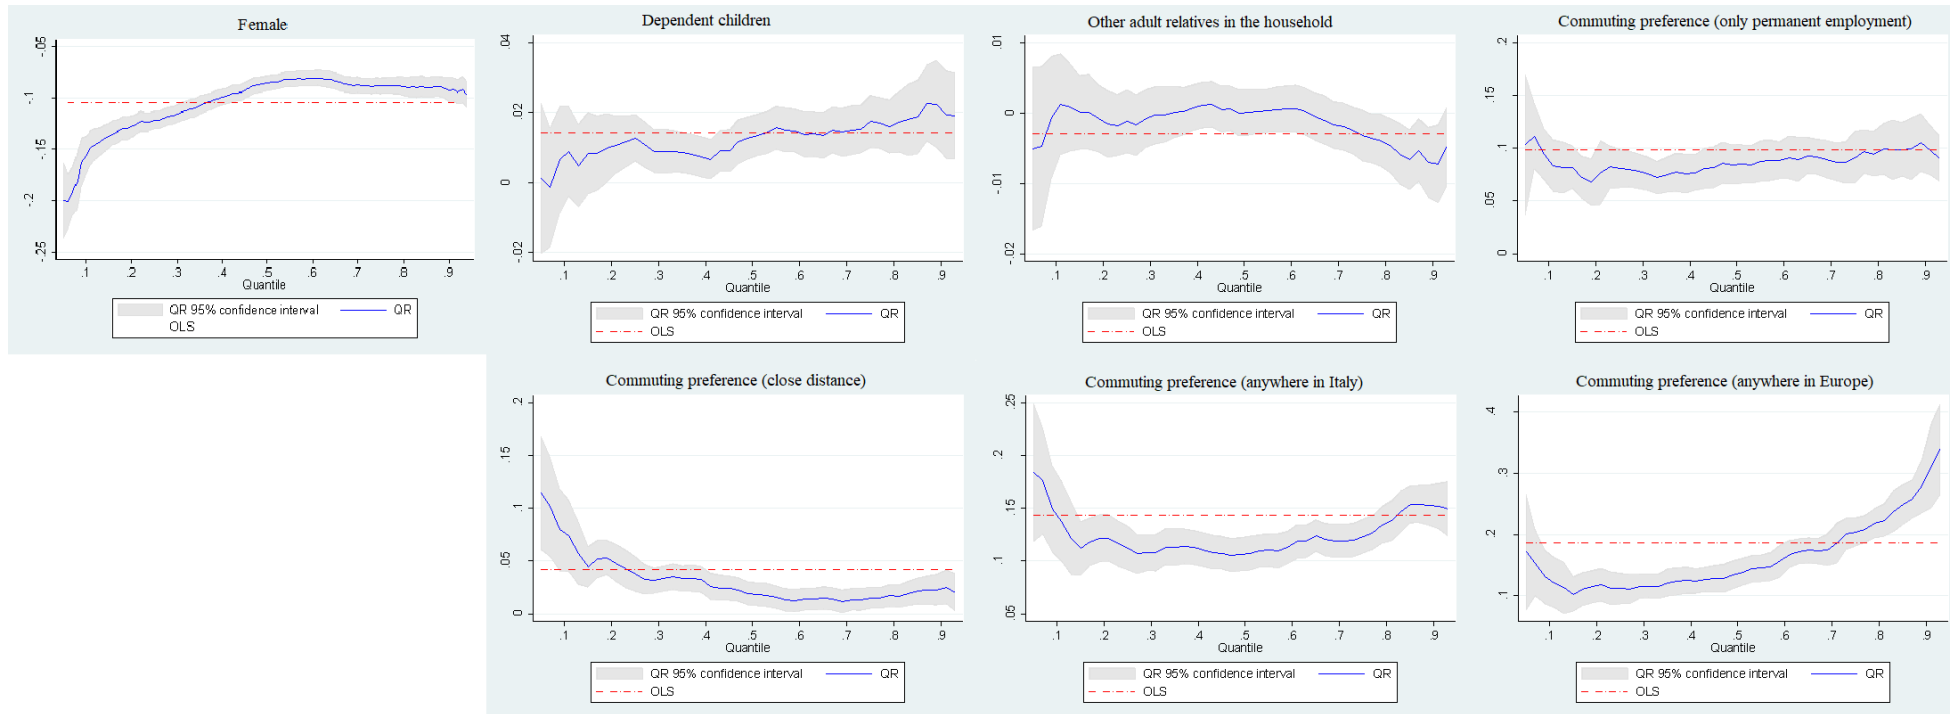 Female
-.05
-.1
-.15
-.2
-.25
.1 .2 .3 .4 .5 .6 .7 .8 .9
Quantile
QR 95% confidence interval QR
OLS
Dependent children
.04
.02
0
-.02
.1 .2 .3 .4 .5 .6 .7 .8 .9
Quantile
QR 95% confidence interval QR
OLS
Other adult relatives in the household
.01
0
-.01
-.02
.1 .2 .3 .4 .5 .6 .7 .8 .9
Quantile
QR 95% confidence interval QR
OLS
Commuting preference (only permanent employment)
.2
.15
.1
.05
0
.1 .2 .3 .4 .5 .6 .7 .8 .9
Quantile
QR 95% confidence interval QR
OLS
Commuting preference (close distance)
.2
.15
.1
.05
0
.1 .2 .3 .4 .5 .6 .7 .8 .9
Quantile
QR 95% confidence interval QR
OLS
Commuting preference (anywhere in Italy)
.25
.2
.15
.1
.05
.1 .2 .3 .4 .5 .6 .7 .8 .9
Quantile
QR 95% confidence interval QR
OLS
Commuting preference (anywhere in Europe)
.4
.3
.2
.1
.1 .2 .3 .4 .5 .6 .7 .8 .9
Quantile
QR 95% confidence interval QR
OLS